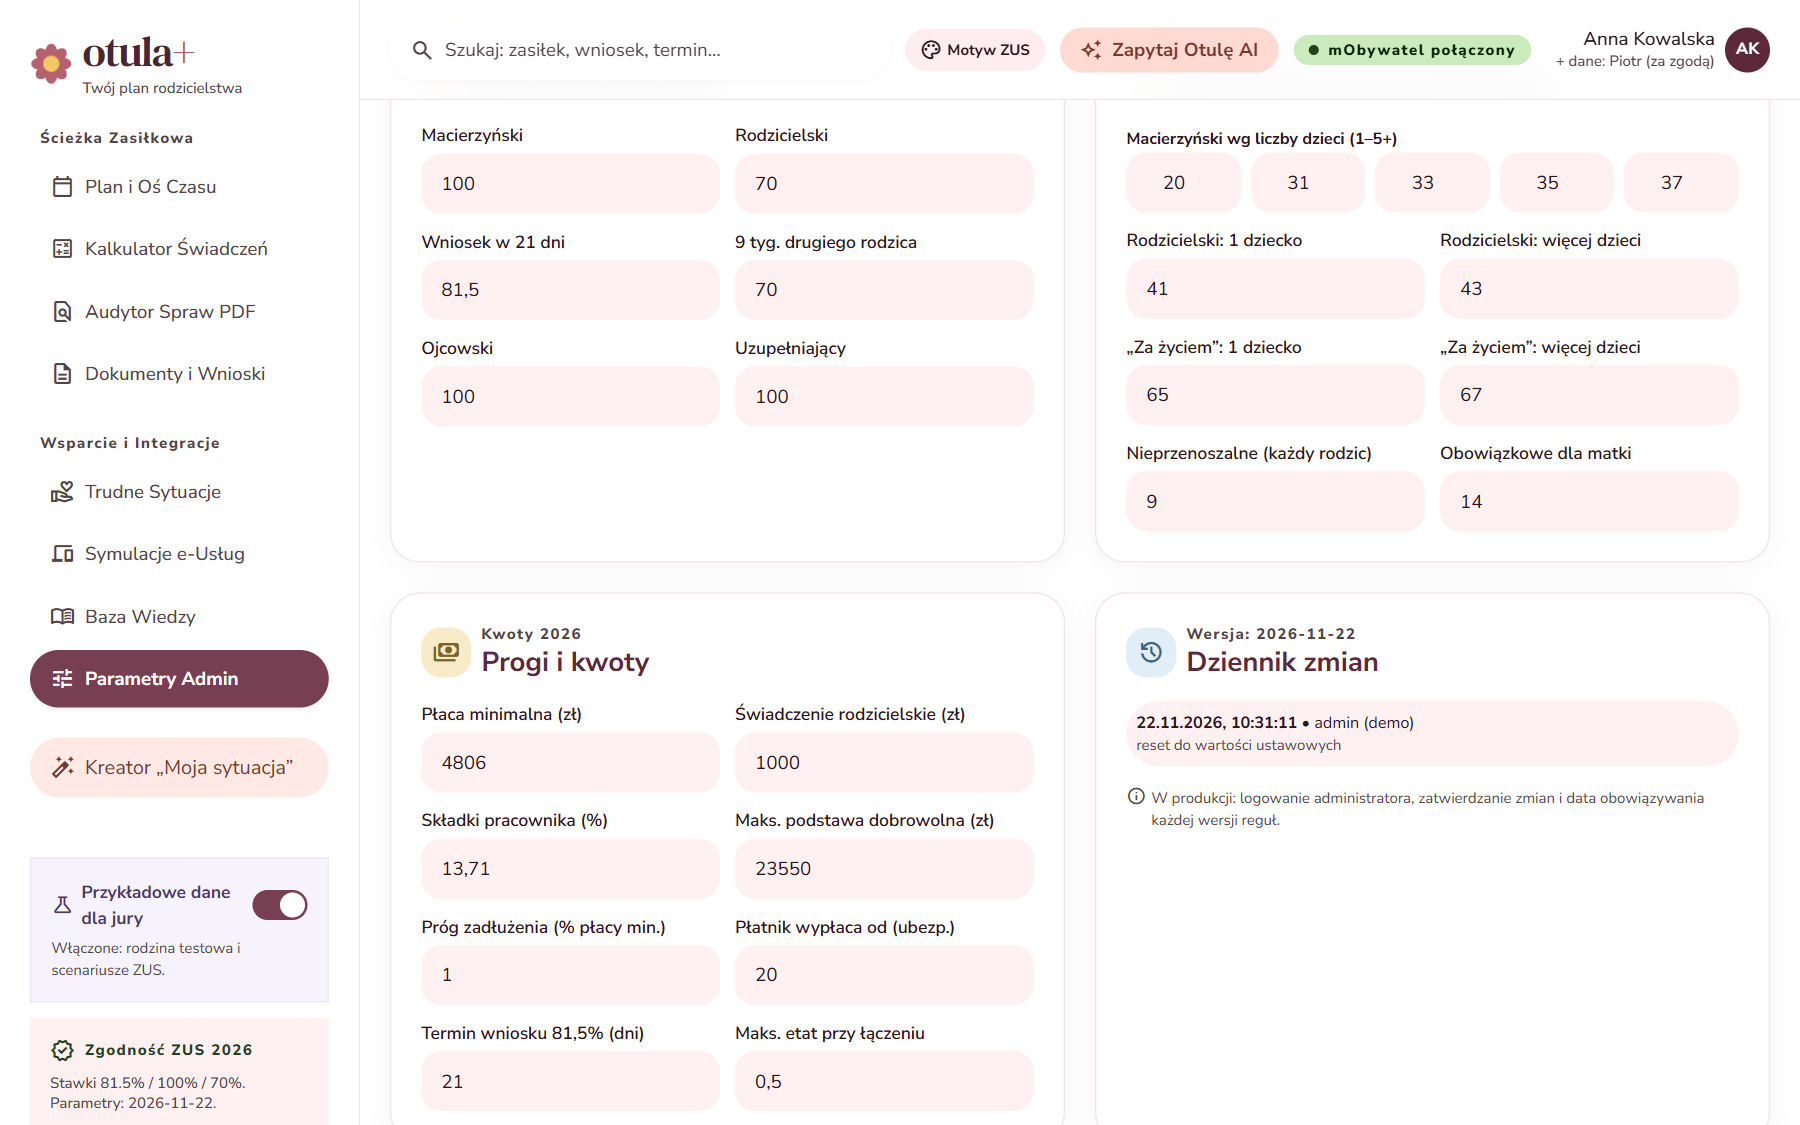 otula+
Twój plan rodzicielstwa
Ścieżka Zasiłkowa
Plan i Oś Czasu
Kalkulator Świadczeń
Audytor Spraw PDF
Dokumenty i Wnioski
Wsparcie i Integracje
Trudne Sytuacje
Symulacje e-Usług
Baza Wiedzy
Parametry Admin
Kreator „Moja sytuacja”
Przykładowe dane
dla jury
Włączone: rodzina testowa i
scenariusze ZUS.
Zgodność ZUS 2026
Stawki 81.5% / 100% / 70%.
Parametry: 2026-11-22.
Szukaj: zasiłek, wniosek, termin...
Motyw ZUS
Zapytaj Otulę AI
mObywatel połączony
Anna Kowalska
+ dane: Piotr (za zgodą)
AK
Macierzyński
100
Rodzicielski
70
Wniosek w 21 dni
81,5
9 tyg. drugiego rodzica
70
Ojcowski
100
Uzupełniający
100
Macierzyński wg liczby dzieci (1–5+)
20 31 33 35 37
Rodzicielski: 1 dziecko
41
Rodzicielski: więcej dzieci
43
„Za życiem”: 1 dziecko
65
„Za życiem”: więcej dzieci
67
Nieprzenoszalne (każdy rodzic)
9
Obowiązkowe dla matki
14
Kwoty 2026
Progi i kwoty
Płaca minimalna (zł)
4806
Świadczenie rodzicielskie (zł)
1000
Składki pracownika (%)
13,71
Maks. podstawa dobrowolna (zł)
23550
Próg zadłużenia (% płacy min.)
1
Płatnik wypłaca od (ubezp.)
20
Termin wniosku 81,5% (dni)
21
Maks. etat przy łączeniu
0,5
Wersja: 2026-11-22
Dziennik zmian
22.11.2026, 10:31:11 • admin (demo)
reset do wartości ustawowych
W produkcji: logowanie administratora, zatwierdzanie zmian i data obowiązywania
każdej wersji reguł.